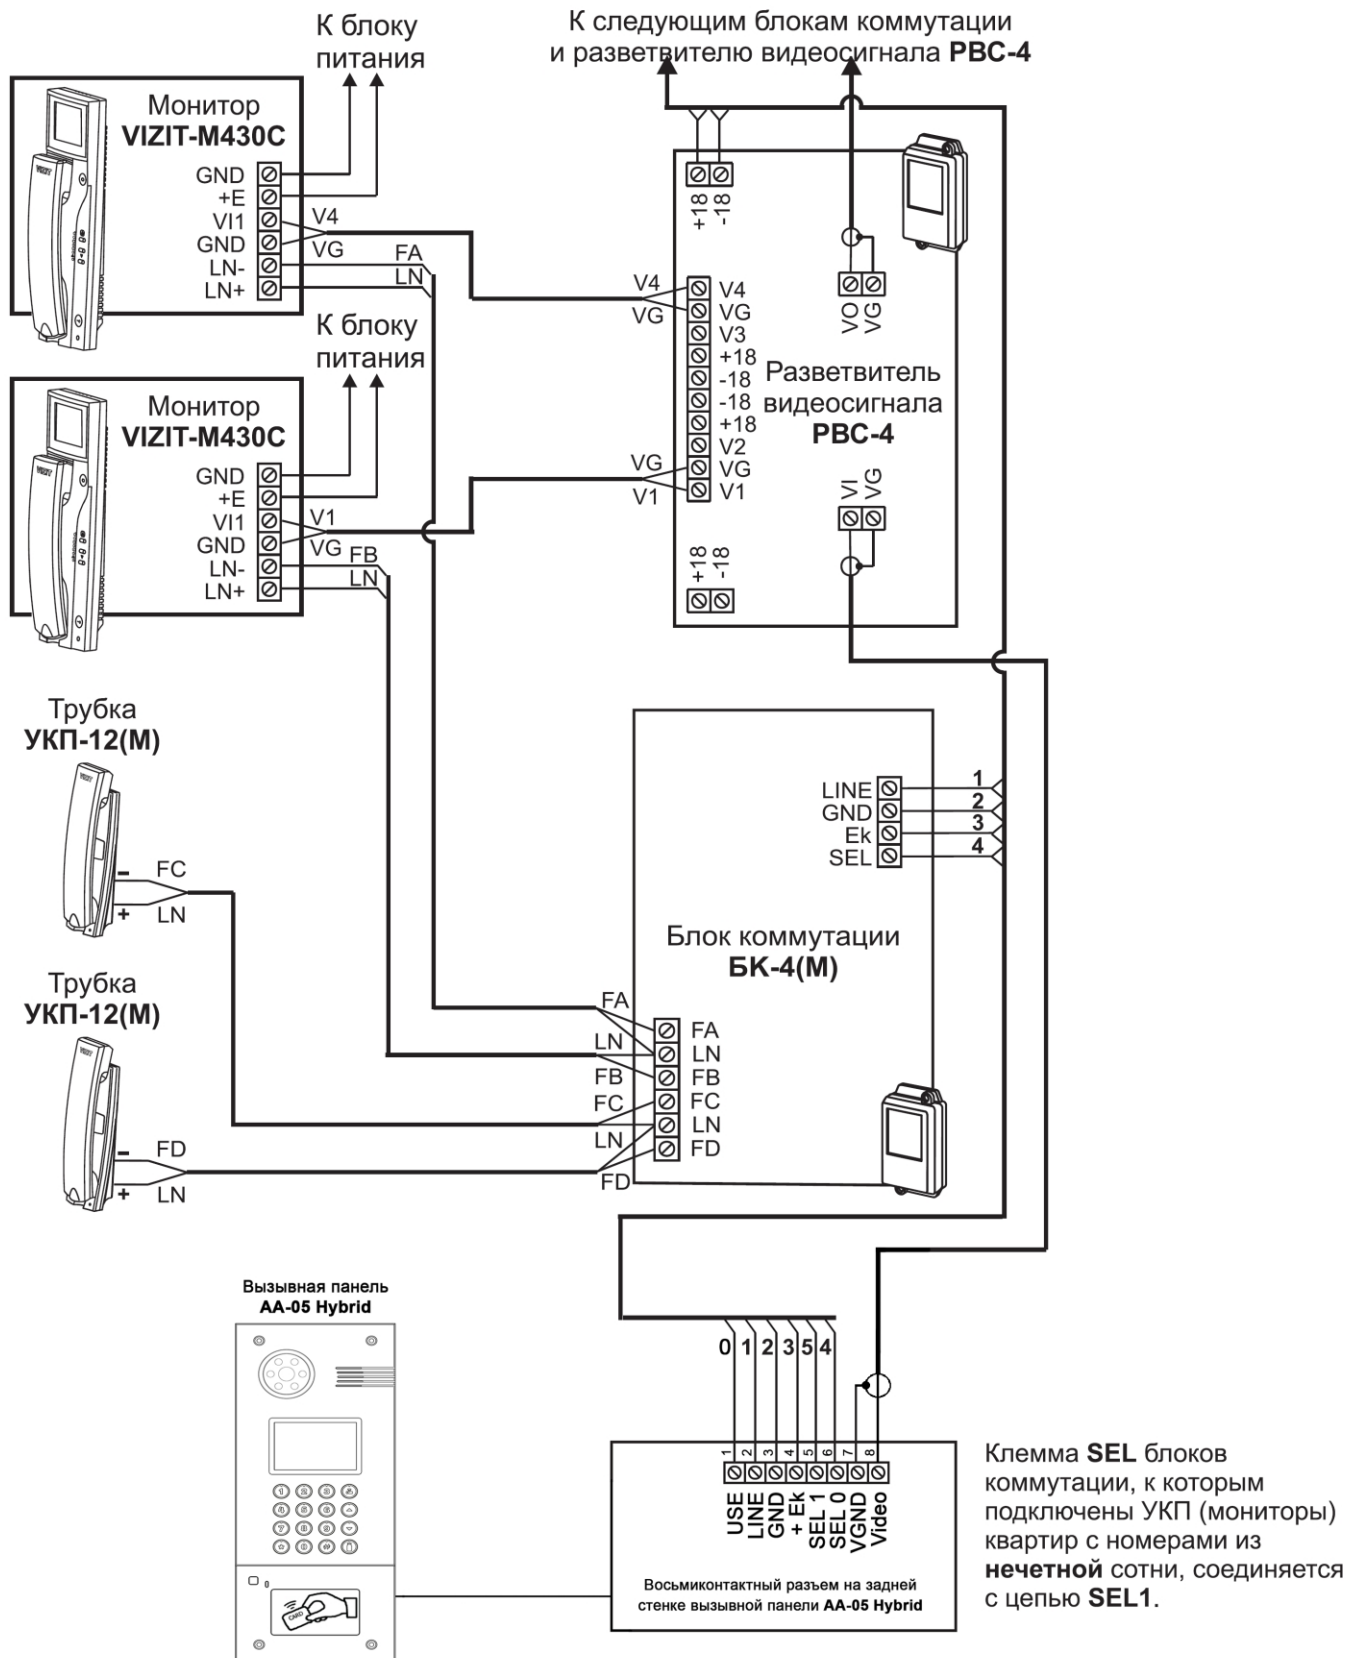 К блоку
питания
К следующим блокам коммутации
и разветвителю видеосигнала РВС-4
Монитор
VIZIT-M430C
GND
+E
VI1
GND
LN-
LN+
V4
VG
FA
LN
+18
-18
VO
VG
V4
VG
V4
VG
V3
+18
-18
-18
+18
V2
VG
V1
Разветвитель
видеосигнала
РВС-4
К блоку
питания
Монитор
VIZIT-M430C
GND
+E
VI1
GND
LN-
LN+
V1
VG
FB
LN
VG
V1
VI
VG
+18
-18
Трубка
УКП-12(М)
-
FC
+
LN
LINE
GND
Ek
SEL
1
2
3
4
Блок коммутации
БК-4(М)
Трубка
УКП-12(М)
-
FD
+
LN
FA
LN
FB
FC
LN
FD
FA
LN
FB
FC
LN
FD
Вызывная панель
AA-05 Hybrid
0 1 2 3 5 4
1 2 3 4 5 6 7 8
USE
LINE
GND
+ Ek
SEL 1
SEL 0
VGND
Video
Восьмиконтактный разъем на задней
стенке вызывной панели AA-05 Hybrid
Клемма SEL блоков
коммутации, к которым
подключены УКП (мониторы)
квартир с номерами из
нечетной сотни, соединяется
с цепью SEL1.
CARD